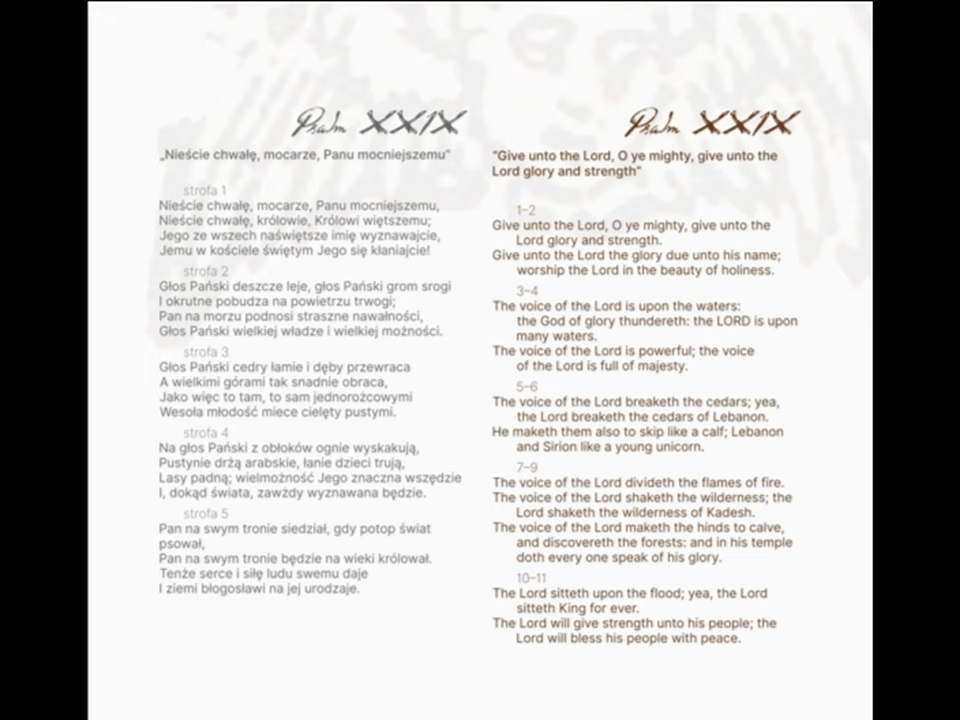 Psalm XXIX
„Nieście chwałę, mocarze, Panu mocniejszemu”
strofa 1
Nieście chwałę, mocarze, Panu mocniejszemu,
Nieście chwałę, królowie, Królowi więtszemu;
Jego ze wszech naświętsze imię wyznawajcie,
Jemu w kościele świętym Jego się kłaniajcie!
strofa 2
Głos Pański deszcze leje, głos Pański grom srogi
I okrutne pobudza na powietrzu trwogi;
Pan na morzu podnosi straszne nawałności,
Głos Pański wielkiej władze i wielkiej możności.
strofa 3
Głos Pański cedry łamie i dęby przewraca
A wielkimi górami tak snadnie obraca,
Jako więc to tam, to sam jednorożcowymi
Wesoła młodość miece cielęty pustymi.
strofa 4
Na głos Pański z obłoków ognie wyskakują,
Pustynie drżą arabskie, łanie dzieci trują,
Lasy padną; wielmożność Jego znaczna wszędzie
I, dokąd świata, zawżdy wyznawana będzie.
strofa 5
Pan na swym tronie siedział, gdy potop świat
psował,
Pan na swym tronie będzie na wieki królował.
Tenże serce i siłę ludu swemu daje
I ziemi błogosławi na jej urodzaje.
Psalm XXIX
“Give unto the Lord, O ye mighty, give unto the
Lord glory and strength”
1–2
Give unto the Lord, O ye mighty, give unto the
Lord glory and strength.
Give unto the Lord the glory due unto his name;
worship the Lord in the beauty of holiness.
3–4
The voice of the Lord is upon the waters:
the God of glory thundereth: the LORD is upon
many waters.
The voice of the Lord is powerful; the voice
of the Lord is full of majesty.
5–6
The voice of the Lord breaketh the cedars; yea,
the Lord breaketh the cedars of Lebanon.
He maketh them also to skip like a calf; Lebanon
and Sirion like a young unicorn.
7–9
The voice of the Lord divideth the flames of fire.
The voice of the Lord shaketh the wilderness; the
Lord shaketh the wilderness of Kadesh.
The voice of the Lord maketh the hinds to calve,
and discovereth the forests: and in his temple
doth every one speak of his glory.
10–11
The Lord sitteth upon the flood; yea, the Lord
sitteth King for ever.
The Lord will give strength unto his people; the
Lord will bless his people with peace.